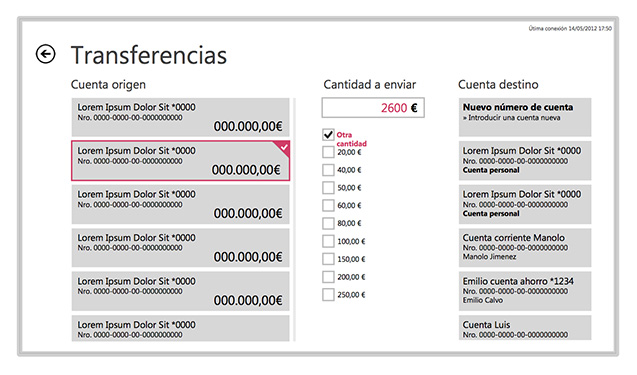 Útima conexión 14/05/2012 17:50
Transferencias
Cuenta origen
Lorem Ipsum Dolor Sit *0000
Nro. 0000-0000-00-0000000000
000.000,00€
Lorem Ipsum Dolor Sit *0000
Nro. 0000-0000-00-0000000000
000.000,00€
Lorem Ipsum Dolor Sit *0000
Nro. 0000-0000-00-0000000000
000.000,00€
Lorem Ipsum Dolor Sit *0000
Nro. 0000-0000-00-0000000000
000.000,00€
Lorem Ipsum Dolor Sit *0000
Nro. 0000-0000-00-0000000000
000.000,00€
Lorem Ipsum Dolor Sit *0000
Nro. 0000-0000-00-0000000000
Cantidad a enviar
2600 €
Otra
cantidad
20,00 €
40,00 €
50,00 €
60,00 €
80,00 €
100,00 €
150,00 €
200,00 €
250,00 €
Cuenta destino
Nuevo número de cuenta
» Introducir una cuenta nueva
Lorem Ipsum Dolor Sit *0000
Nro. 0000-0000-00-0000000000
Cuenta personal
Lorem Ipsum Dolor Sit *0000
Nro. 0000-0000-00-0000000000
Cuenta personal
Cuenta corriente Manolo
Nro. 0000-0000-00-0000000000
Manolo Jimenez
Emilio cuenta ahorro *1234
Nro. 0000-0000-00-0000000000
Emilio Calvo
Cuenta Luis
Nro. 0000-0000-00-0000000000